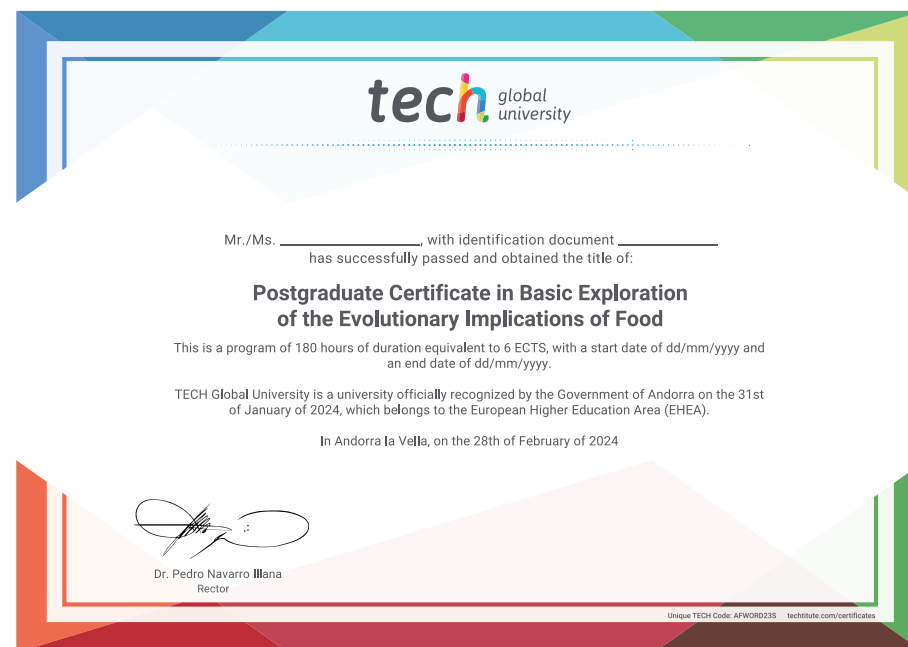 tech global university
Mr./Ms. ____________________, with identification document ______________
has successfully passed and obtained the title of:
Postgraduate Certificate in Basic Exploration
of the Evolutionary Implications of Food
This is a program of 180 hours of duration equivalent to 6 ECTS, with a start date of dd/mm/yyyy and
an end date of dd/mm/yyyy.
TECH Global University is a university officially recognized by the Government of Andorra on the 31st
of January of 2024, which belongs to the European Higher Education Area (EHEA).
In Andorra la Vella, on the 28th of February of 2024
Dr. Pedro Navarro Illana
Rector
Unique TECH Code: AFWORD23S techtitute.com/certificates